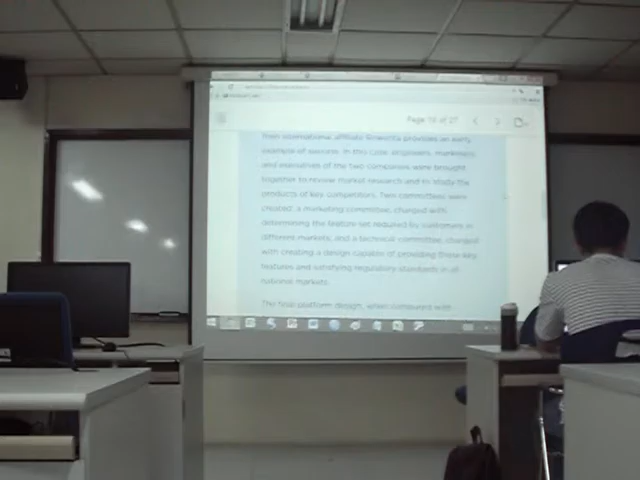 Page 10 of 27
their international affiliate provides an early
example of success. In this case, engineers, marketers,
and executives of the two companies were brought
together to review market research and to study the
products of key competitors. Two committees were
created: a marketing committee, charged with
determining the feature set required by customers in
different markets, and a technical committee, charged
with creating a design capable of providing those key
features and satisfying regulatory standards in all
national markets.
The final platform design, when compared with